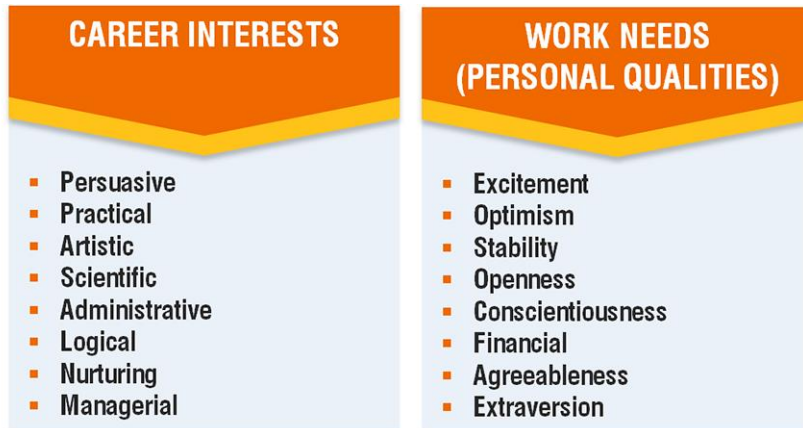 CAREER INTERESTS
▪ Persuasive
▪ Practical
▪ Artistic
▪ Scientific
▪ Administrative
▪ Logical
▪ Nurturing
▪ Managerial
WORK NEEDS
(PERSONAL QUALITIES)
▪ Excitement
▪ Optimism
▪ Stability
▪ Openness
▪ Conscientiousness
▪ Financial
▪ Agreeableness
▪ Extraversion